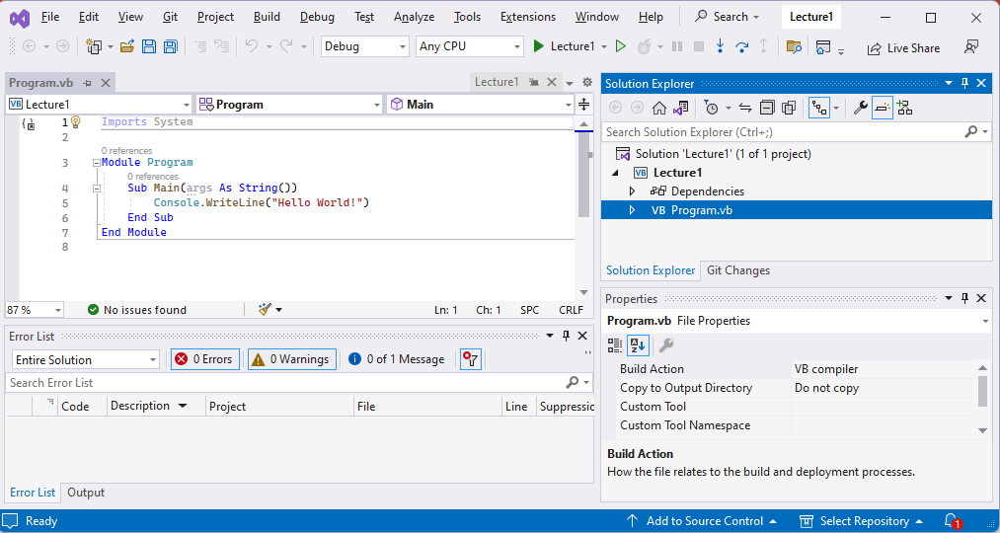 File Edit View Git Project Build Debug Test Analyze Tools Extensions Window Help Search Lecture1
Debug Any CPU Lecture1 Live Share
Program.vb Lecture1
VB Lecture1 Program Main
1 Imports System
2
0 references
3 Module Program
0 references
4 Sub Main(args As String())
5 Console.WriteLine("Hello World!")
6 End Sub
7 End Module
8
87 % No issues found Ln: 1 Ch: 1 SPC CRLF
Error List
Entire Solution 0 Errors 0 Warnings 0 of 1 Message
Search Error List
Code Description Project File Line Suppressic
Error List Output
Solution Explorer
Search Solution Explorer (Ctrl+;)
Solution 'Lecture1' (1 of 1 project)
VB Lecture1
Dependencies
VB Program.vb
Solution Explorer Git Changes
Properties
Program.vb File Properties
Build Action VB compiler
Copy to Output Directory Do not copy
Custom Tool
Custom Tool Namespace
Build Action
How the file relates to the build and deployment processes.
Ready Add to Source Control Select Repository 1